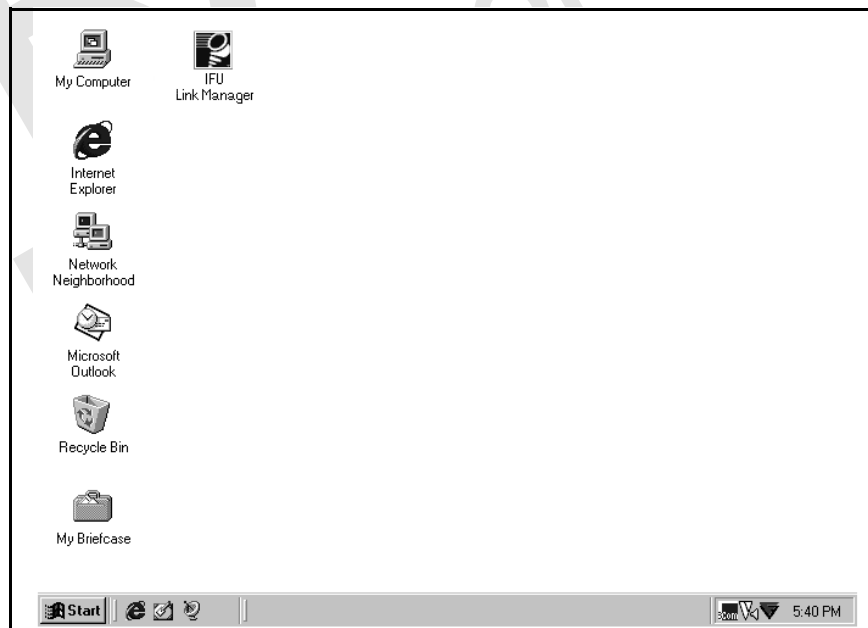 My Computer
IFU
Link Manager
Internet
Explorer
Network
Neighborhood
Microsoft
Outlook
Recycle Bin
My Briefcase
Start
3Com
5:40 PM